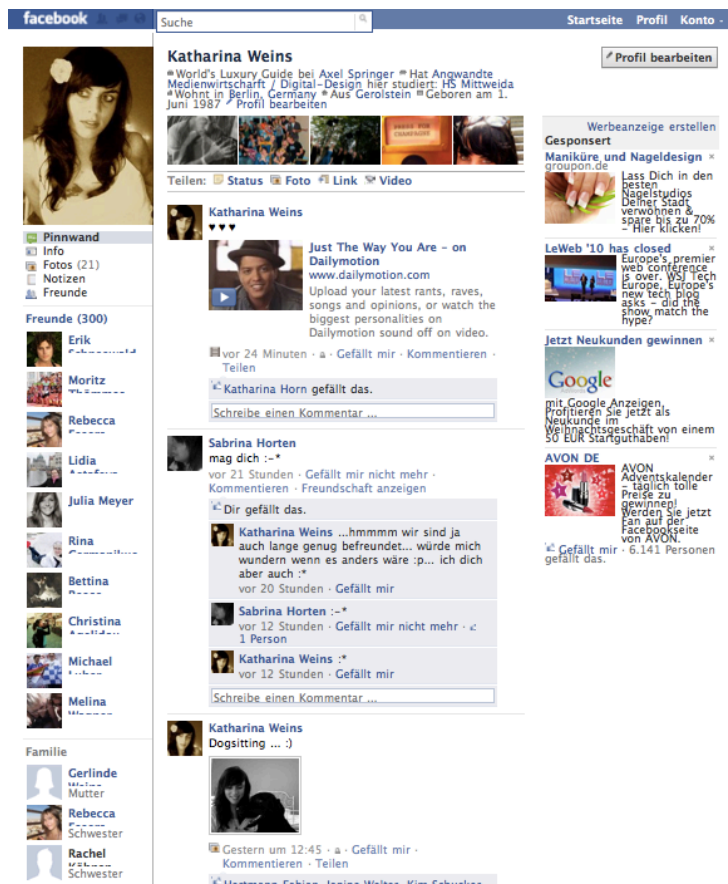 facebook
Suche
Startseite Profil Konto
Katharina Weins
Profil bearbeiten
World's Luxury Guide bei Axel Springer Hat Angwandte
Medienwirtscharft / Digital-Design hier studiert: HS Mittweida
Wohnt in Berlin, Germany Aus Gerolstein Geboren am 1.
Juni 1987 Profil bearbeiten
PRESS FOR
CHAMPAGNE
Teilen: Status Foto Link Video
Pinnwand
Info
Fotos (21)
Notizen
Freunde
Freunde (300)
Erik
Moritz
Rebecca
Lidia
Julia Meyer
Rina
Bettina
Christina
Michael
Melina
Familie
Gerlinde
Mutter
Rebecca
Schwester
Rachel
Schwester
Katharina Weins
♥ ♥ ♥
Just The Way You Are – on
Dailymotion
www.dailymotion.com
Upload your latest rants, raves,
songs and opinions, or watch the
biggest personalities on
Dailymotion sound off on video.
vor 24 Minuten · Gefällt mir · Kommentieren ·
Teilen
Katharina Horn gefällt das.
Schreibe einen Kommentar ...
Sabrina Horten
mag dich :-*
vor 21 Stunden · Gefällt mir nicht mehr ·
Kommentieren · Freundschaft anzeigen
Dir gefällt das.
Katharina Weins ...hmmmm wir sind ja
auch lange genug befreundet... würde mich
wundern wenn es anders wäre :p... ich dich
aber auch :*
vor 20 Stunden · Gefällt mir
Sabrina Horten :-*
vor 12 Stunden · Gefällt mir nicht mehr ·
1 Person
Katharina Weins :*
vor 12 Stunden · Gefällt mir
Schreibe einen Kommentar ...
Katharina Weins
Dogsitting ... :)
Gestern um 12:45 · Gefällt mir ·
Kommentieren · Teilen
Hartmann Fabian, Janine Walter, Kim Schucker
Werbeanzeige erstellen
Gesponsert
Maniküre und Nageldesign ×
groupon.de
Lass Dich in den
besten
Nagelstudios
Deiner Stadt
verwöhnen &
spare bis zu 70%
– Hier klicken!
LeWeb '10 has closed ×
Europe's premier
web conference
is over. WSJ Tech
Europe, Europe's
new tech blog
asks – did the
show match the
hype?
Jetzt Neukunden gewinnen ×
Google
mit Google Anzeigen,
Profitieren Sie jetzt als
Neukunde im
Weihnachtsgeschäft von einem
50 EUR Startguthaben!
AVON DE ×
AVON
Adventskalender
– täglich tolle
Preise zu
gewinnen!
Werden Sie jetzt
Fan auf der
Facebookseite
von AVON.
Gefällt mir · 6.141 Personen
gefällt das.